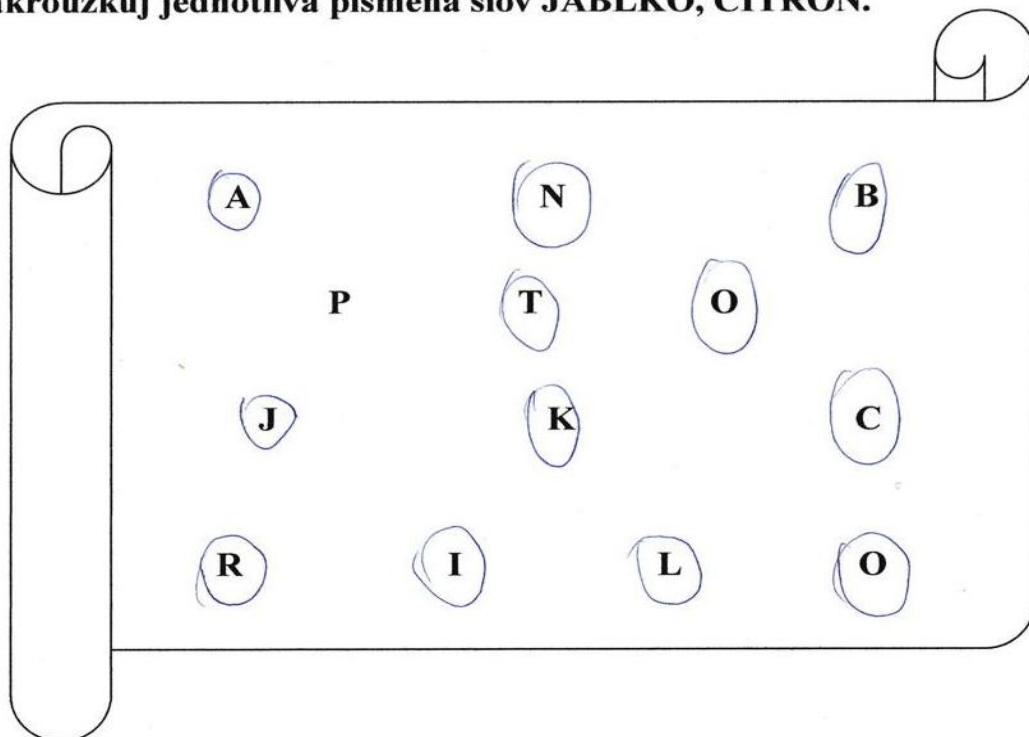 akroužkuj jednotlivá písmena slov JABLKO, CITRON.
A N B
P T O
J K C
R I L O